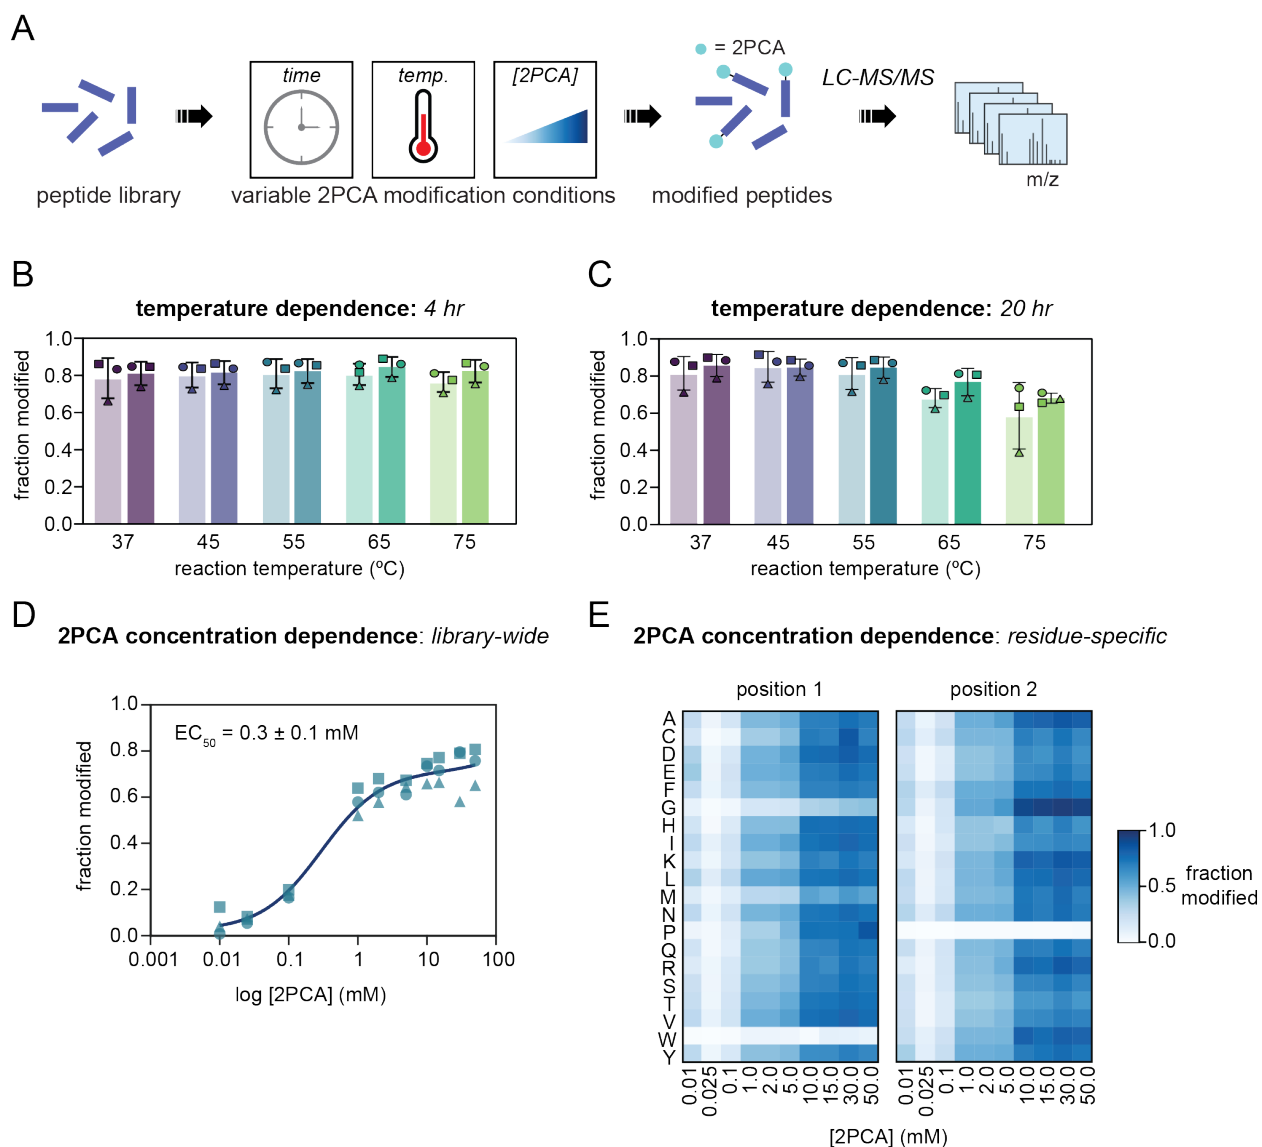 A
time
temp.
[2PCA]
= 2PCA
LC-MS/MS
peptide library
variable 2PCA modification conditions
modified peptides
m/z
B
temperature dependence: 4 hr
fraction modified
1.0
0.8
0.6
0.4
0.2
0.0
37
45
55
65
75
reaction temperature (ºC)
C
temperature dependence: 20 hr
fraction modified
1.0
0.8
0.6
0.4
0.2
0.0
37
45
55
65
75
reaction temperature (ºC)
D
2PCA concentration dependence: library-wide
EC50 = 0.3 ± 0.1 mM
fraction modified
1.0
0.8
0.6
0.4
0.2
0.0
0.001
0.01
0.1
1
10
100
log [2PCA] (mM)
E
2PCA concentration dependence: residue-specific
position 1
position 2
A
C
D
E
F
G
H
I
K
L
M
N
P
Q
R
S
T
V
W
Y
0.01
0.025
0.1
1.0
2.0
5.0
10.0
15.0
30.0
50.0
0.01
0.025
0.1
1.0
2.0
5.0
10.0
15.0
30.0
50.0
[2PCA] (mM)
1.0
0.5
0.0
fraction
modified